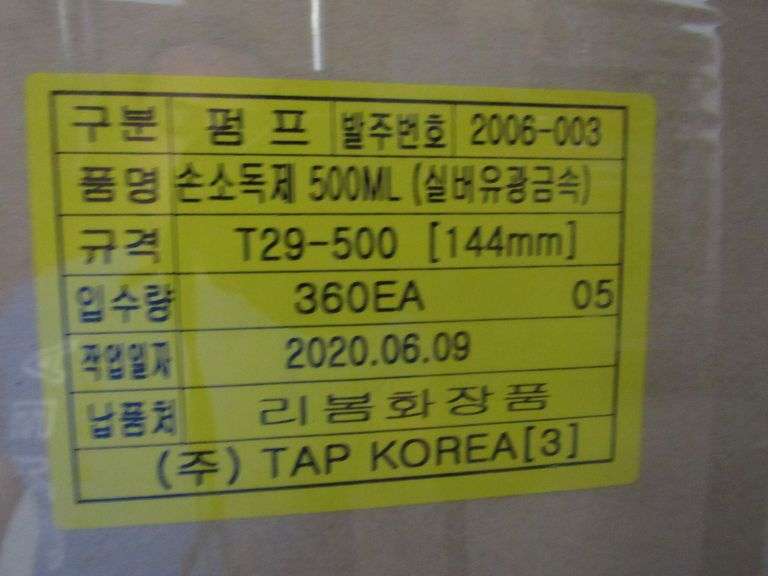 구분 펌프 발주번호 2006-003
품명 손소독제 500ML (실버유광금속)
규격 T29-500 [144mm]
입수량 360EA 05
작업일자 2020.06.09
납품처 리봄화장품
(주) TAP KOREA[3]